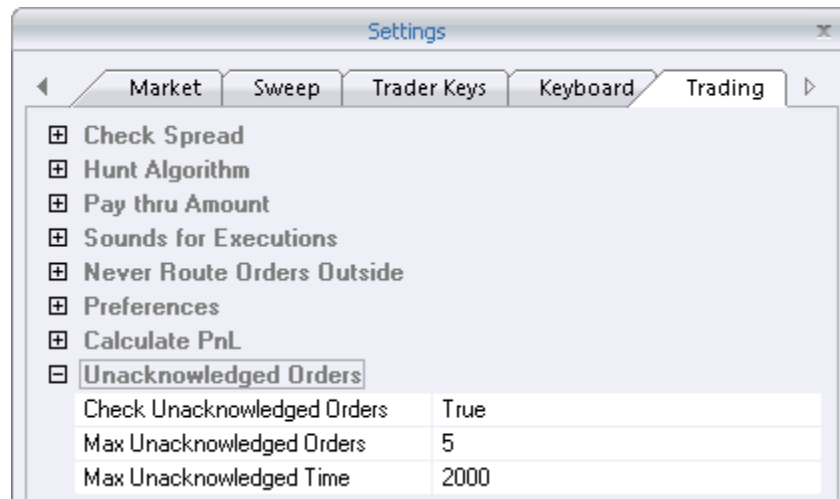 Settings
Market Sweep Trader Keys Keyboard Trading
Check Spread
Hunt Algorithm
Pay thru Amount
Sounds for Executions
Never Route Orders Outside
Preferences
Calculate PnL
Unacknowledged Orders
Check Unacknowledged Orders True
Max Unacknowledged Orders 5
Max Unacknowledged Time 2000